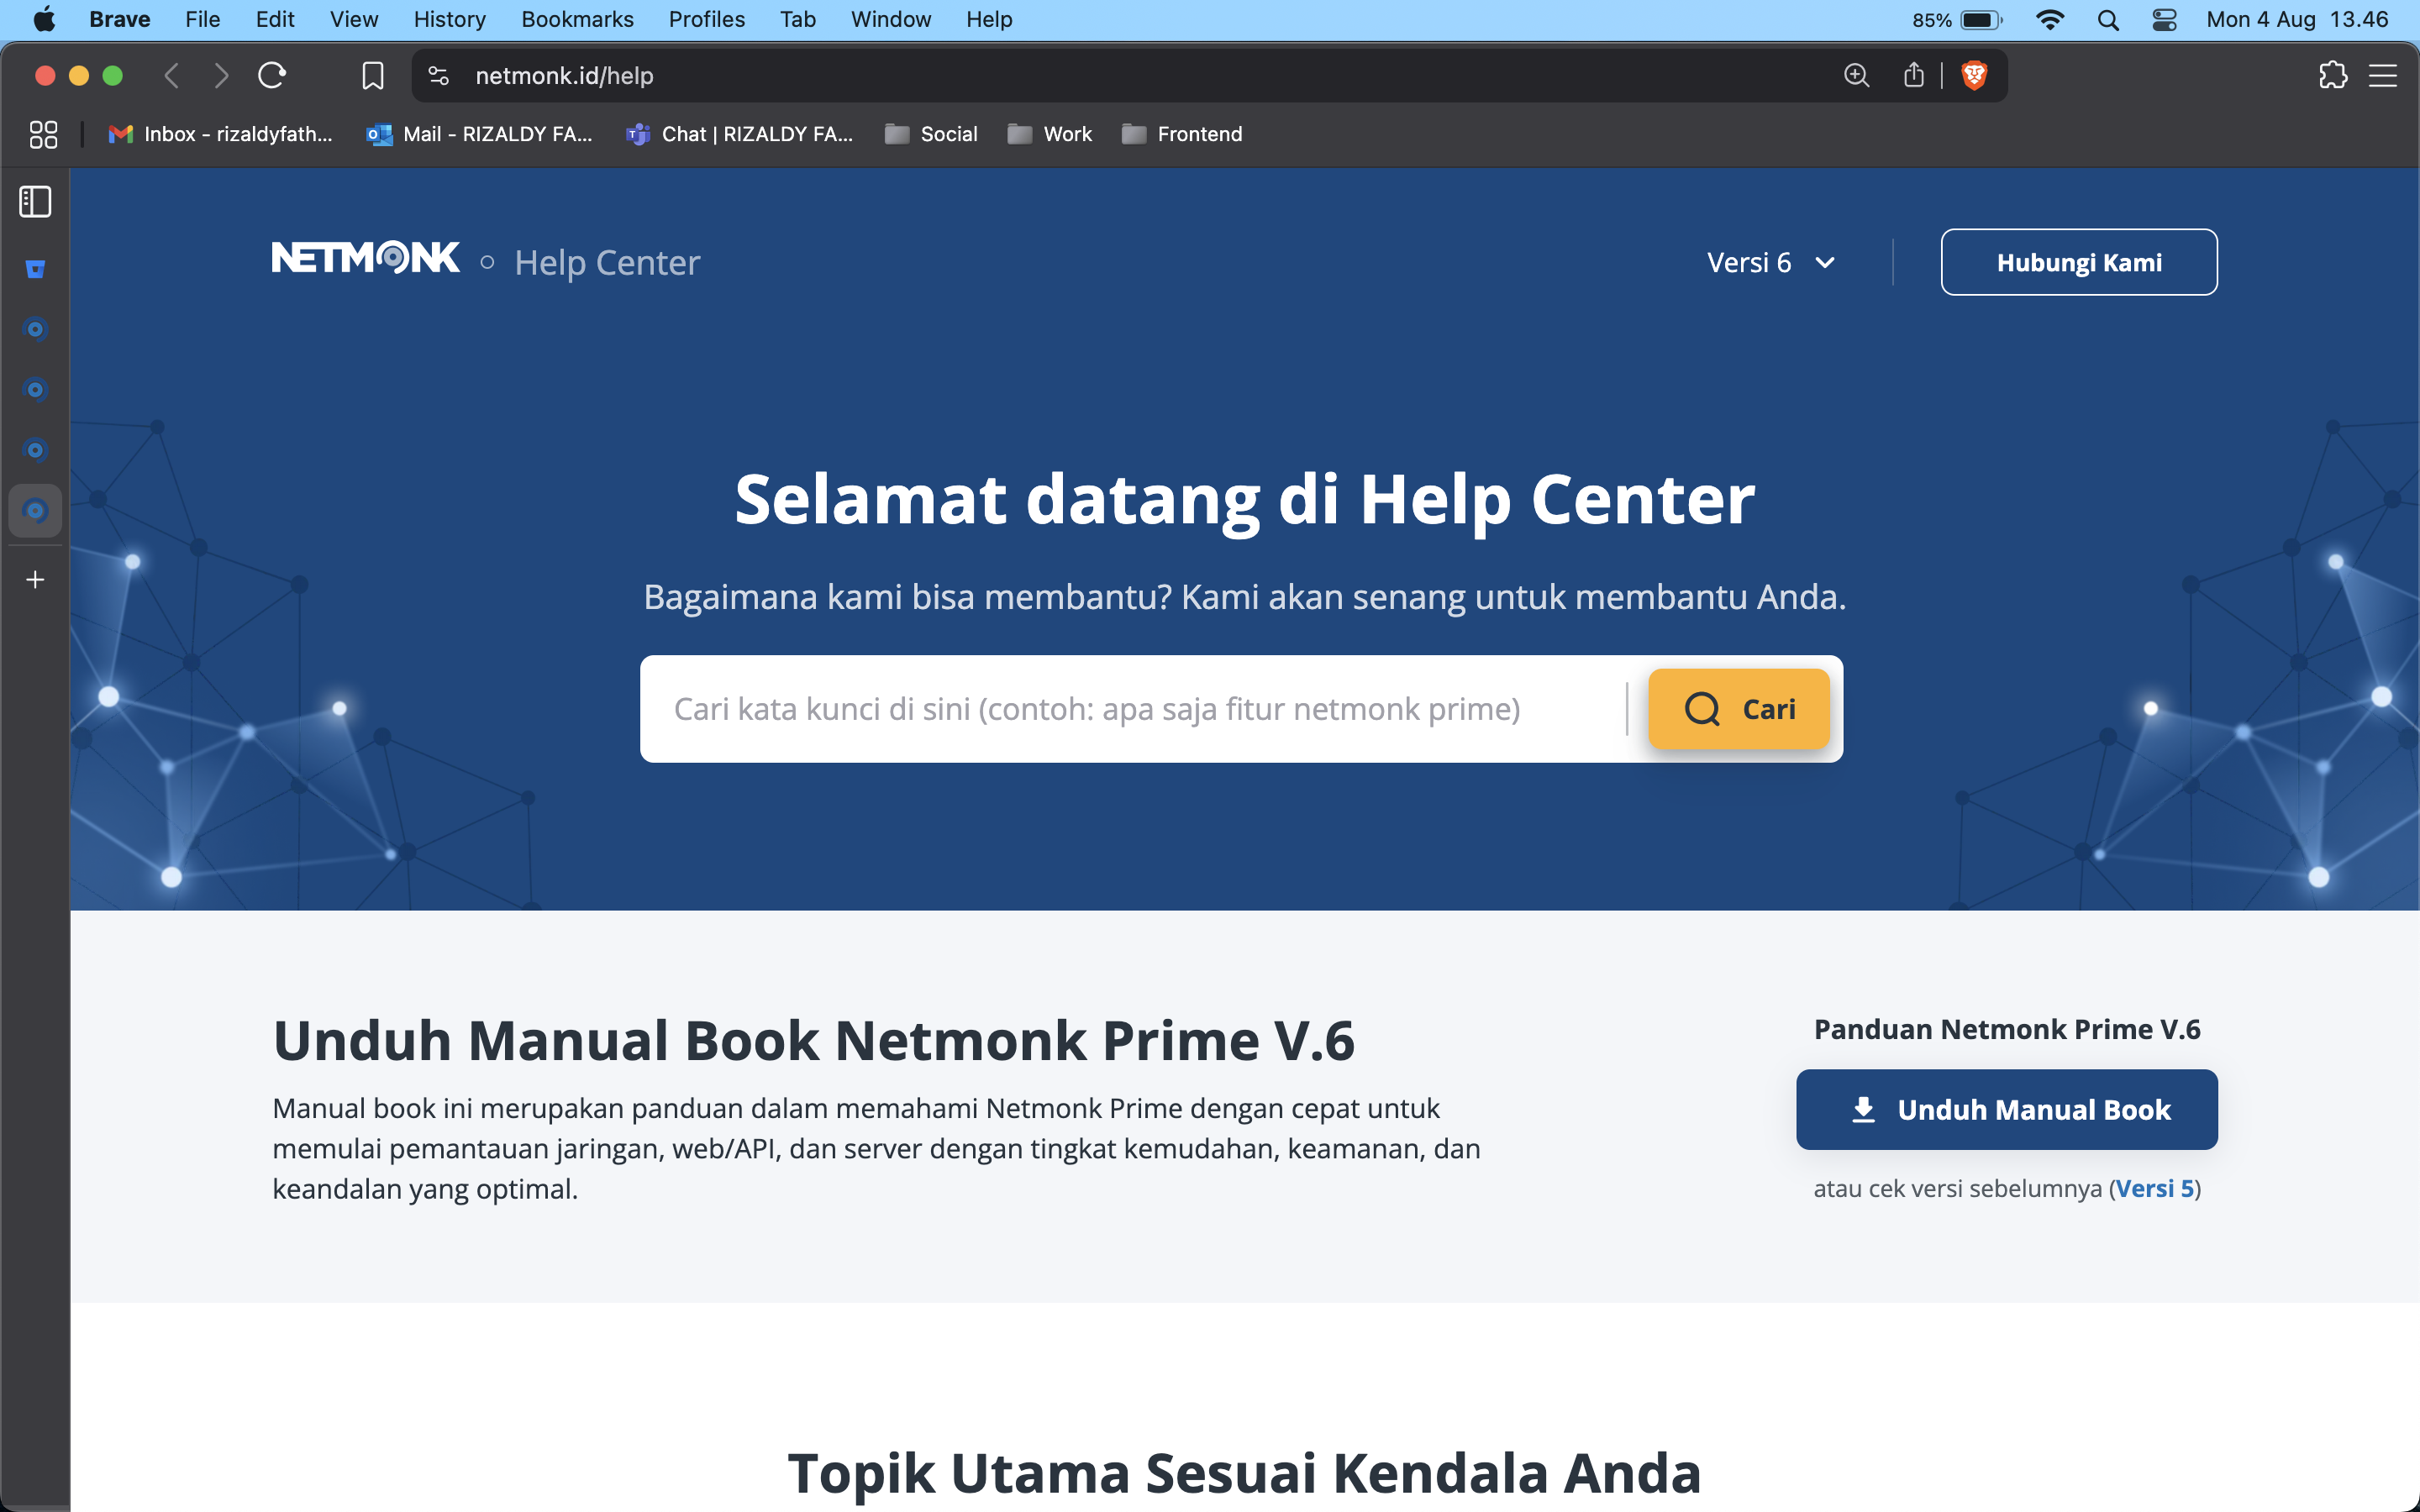 Brave File Edit View History Bookmarks Profiles Tab Window Help 85% Mon 4 Aug 13.46
netmonk.id/help
Inbox - rizaldyfath... Mail - RIZALDY FA... Chat | RIZALDY FA... Social Work Frontend
NETMONK Help Center Versi 6 Hubungi Kami
Selamat datang di Help Center
Bagaimana kami bisa membantu? Kami akan senang untuk membantu Anda.
Cari kata kunci di sini (contoh: apa saja fitur netmonk prime) Cari
Unduh Manual Book Netmonk Prime V.6
Manual book ini merupakan panduan dalam memahami Netmonk Prime dengan cepat untuk
memulai pemantauan jaringan, web/API, dan server dengan tingkat kemudahan, keamanan, dan
keandalan yang optimal.
Panduan Netmonk Prime V.6
Unduh Manual Book
atau cek versi sebelumnya (Versi 5)
Topik Utama Sesuai Kendala Anda